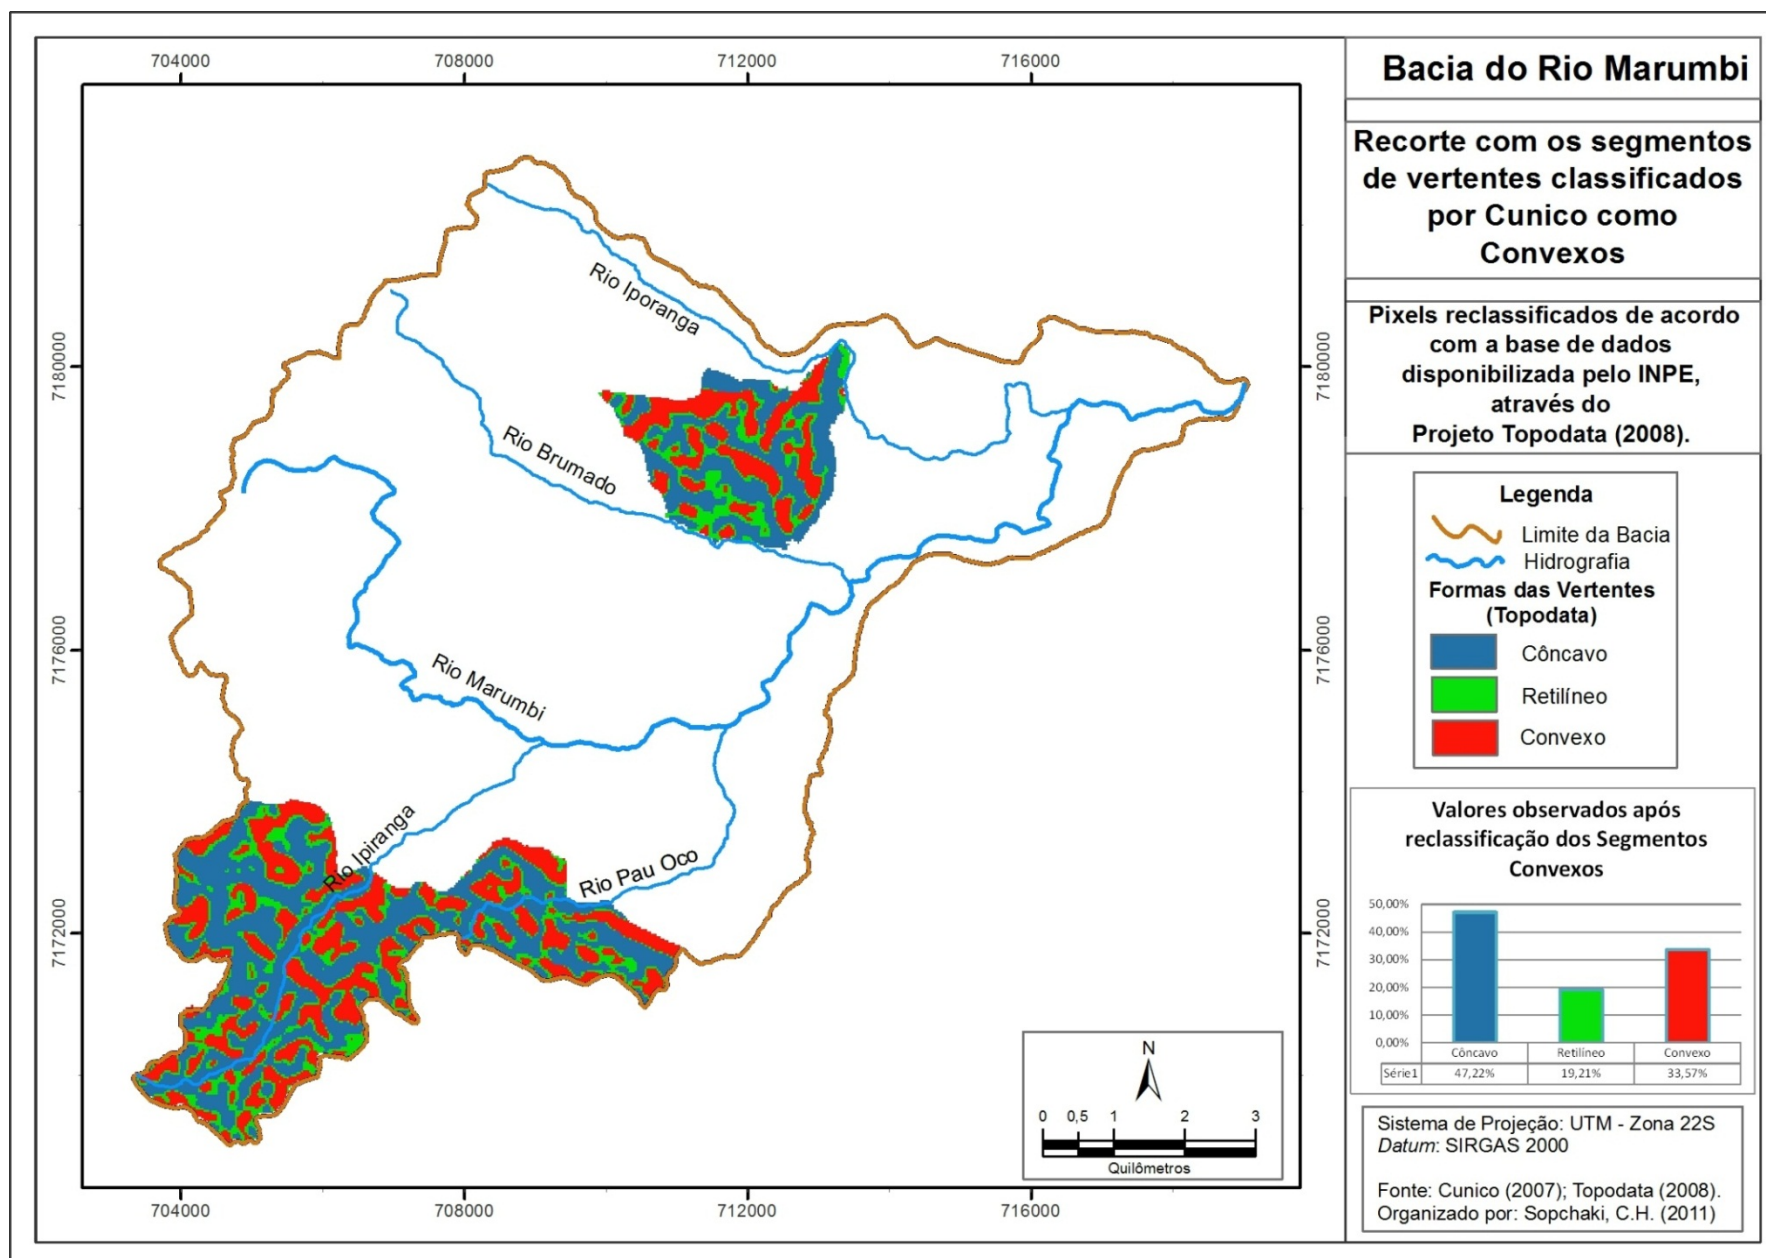 704000
708000
712000
716000
7180000
7176000
7172000
7180000
7176000
7172000
704000
708000
712000
716000
Rio Iporanga
Rio Brumado
Rio Marumbi
Rio Ipiranga
Rio Pau Oco
N
0 0,5 1 2 3
Quilômetros
Bacia do Rio Marumbi
Recorte com os segmentos
de vertentes classificados
por Cunico como
Convexos
Pixels reclassificados de acordo
com a base de dados
disponibilizada pelo INPE,
através do
Projeto Topodata (2008).
Legenda
Limite da Bacia
Hidrografia
Formas das Vertentes
(Topodata)
Côncavo
Retilíneo
Convexo
Valores observados após
reclassificação dos Segmentos
Convexos
50,00%
40,00%
30,00%
20,00%
10,00%
0,00%
Côncavo Retilíneo Convexo
Série1 47,22% 19,21% 33,57%
Sistema de Projeção: UTM - Zona 22S
Datum: SIRGAS 2000
Fonte: Cunico (2007); Topodata (2008).
Organizado por: Sopchaki, C.H. (2011)